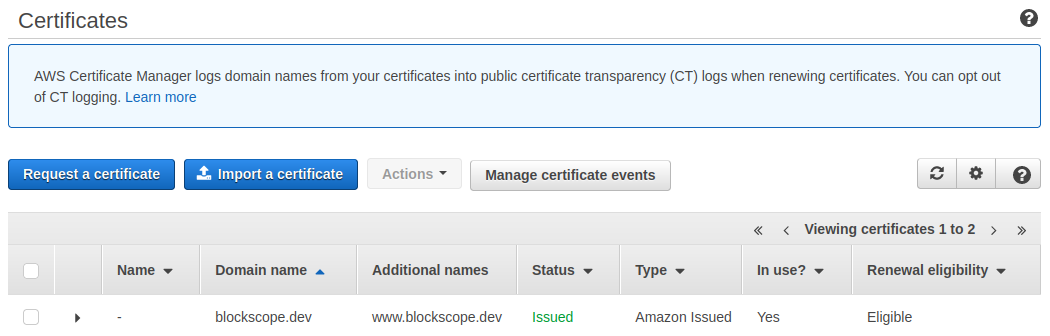 Certificates
AWS Certificate Manager logs domain names from your certificates into public certificate transparency (CT) logs when renewing certificates. You can opt out
of CT logging. Learn more
Request a certificate Import a certificate Actions Manage certificate events
« ‹ Viewing certificates 1 to 2 › »
Name Domain name Additional names Status Type In use? Renewal eligibility
- blockscope.dev www.blockscope.dev Issued Amazon Issued Yes Eligible